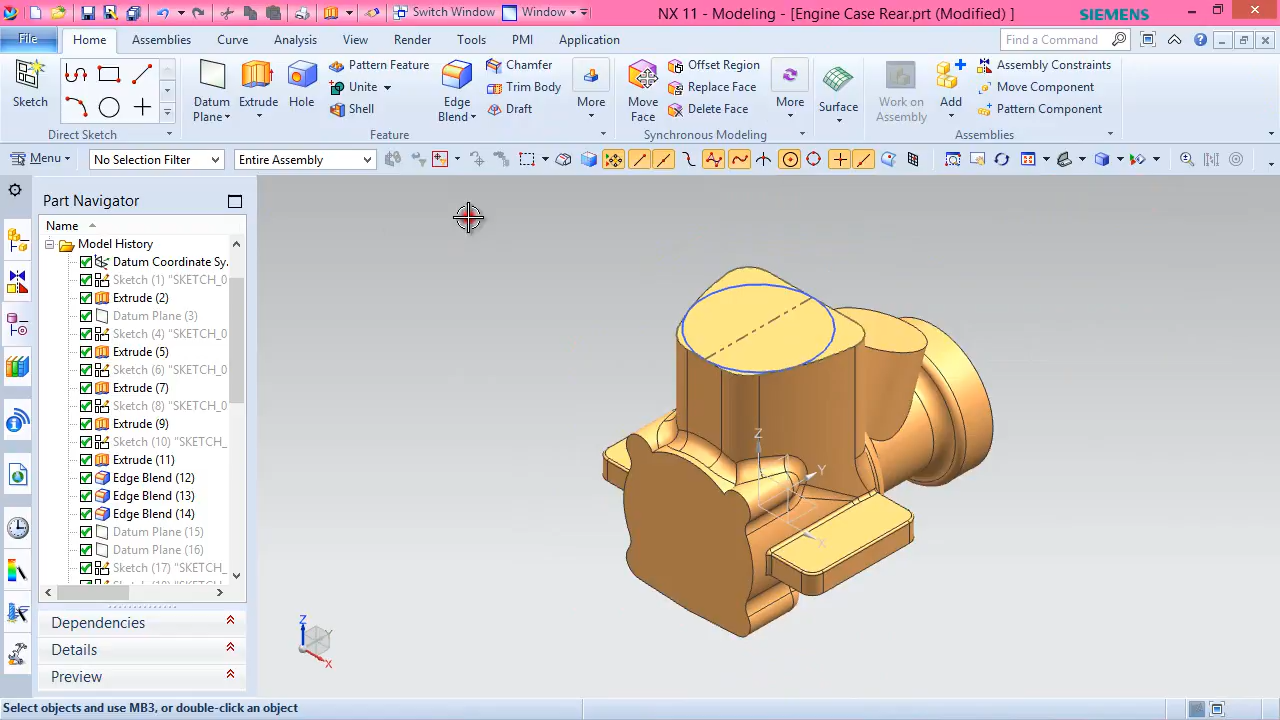 Switch Window Window NX 11 - Modeling - [Engine Case Rear.prt (Modified) ] SIEMENS
File Home Assemblies Curve Analysis View Render Tools PMI Application Find a Command
Sketch
Direct Sketch
Datum Plane
Extrude
Hole
Pattern Feature
Unite
Shell
Edge Blend
Chamfer
Trim Body
Draft
More
Feature
Move Face
Offset Region
Replace Face
Delete Face
More
Synchronous Modeling
Surface
Work on Assembly
Add
Assembly Constraints
Move Component
Pattern Component
Assemblies
Menu No Selection Filter Entire Assembly
Part Navigator
Name
Model History
Datum Coordinate Sy.
Sketch (1) "SKETCH_0
Extrude (2)
Datum Plane (3)
Sketch (4) "SKETCH_0
Extrude (5)
Sketch (6) "SKETCH_0
Extrude (7)
Sketch (8) "SKETCH_0
Extrude (9)
Sketch (10) "SKETCH_
Extrude (11)
Edge Blend (12)
Edge Blend (13)
Edge Blend (14)
Datum Plane (15)
Datum Plane (16)
Sketch (17) "SKETCH_
Dependencies
Details
Preview
Z
Y
X
Z
Y
X
Select objects and use MB3, or double-click an object